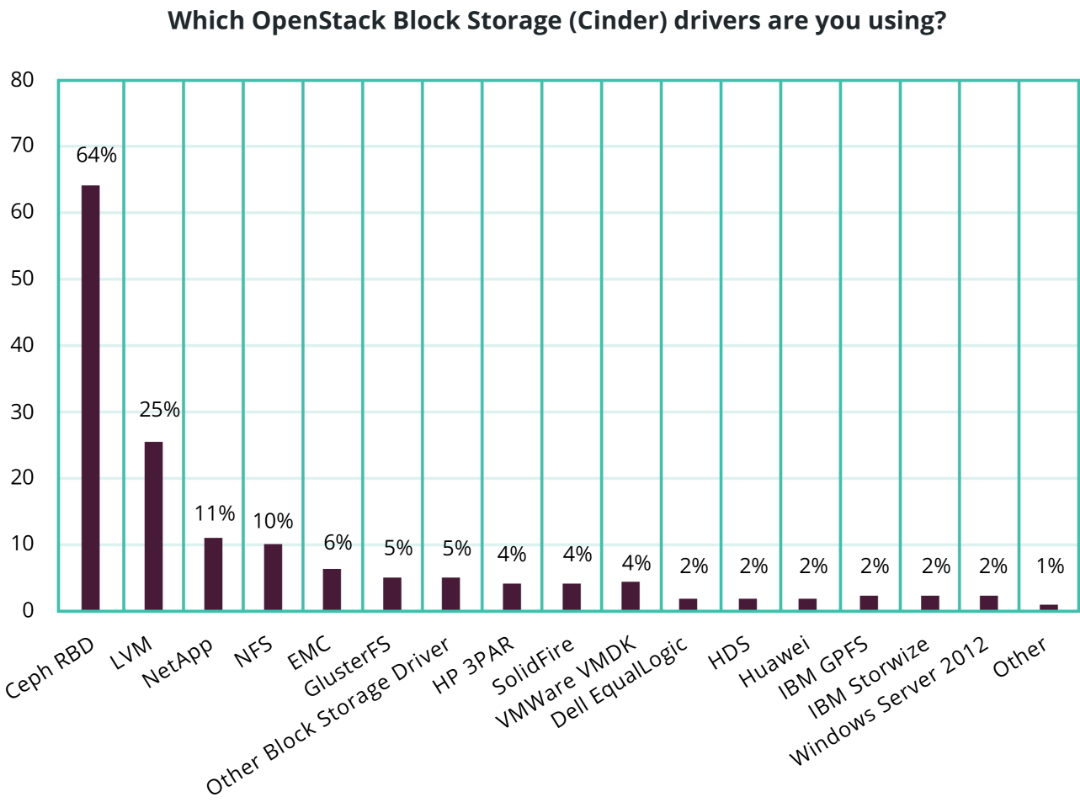 Which OpenStack Block Storage (Cinder) drivers are you using?
80
70
60
50
40
30
20
10
0
64%
25%
11%
10%
6%
5%
5%
4%
4%
4%
2%
2%
2%
2%
2%
2%
1%
Ceph RBD
LVM
NetApp
NFS
EMC
GlusterFS
Other Block Storage Driver
HP 3PAR
SolidFire
VMWare VMDK
Dell EqualLogic
HDS
Huawei
IBM GPFS
IBM Storwize
Windows Server 2012
Other